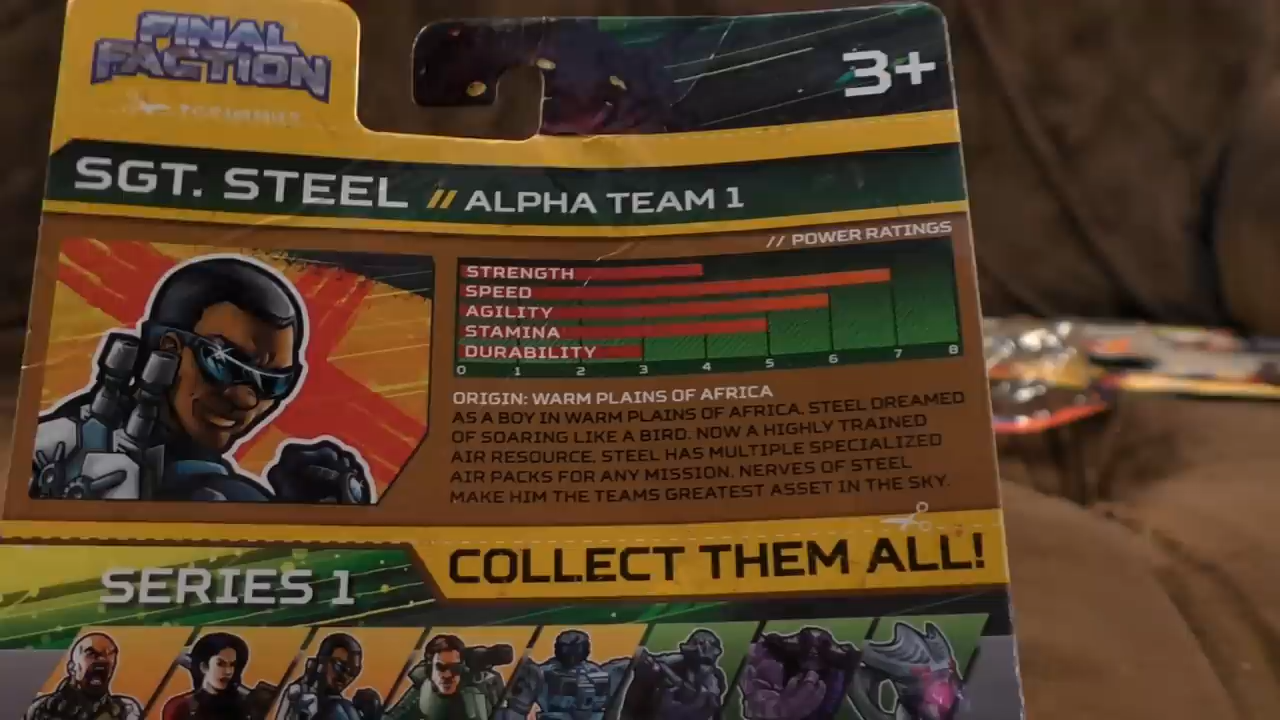 FINAL
FACTION
3+
SGT. STEEL // ALPHA TEAM 1
// POWER RATINGS
STRENGTH
SPEED
AGILITY
STAMINA
DURABILITY
0 1 2 3 4 5 6 7 8
ORIGIN: WARM PLAINS OF AFRICA
AS A BOY IN WARM PLAINS OF AFRICA, STEEL DREAMED
OF SOARING LIKE A BIRD. NOW A HIGHLY TRAINED
AIR RESOURCE, STEEL HAS MULTIPLE SPECIALIZED
AIR PACKS FOR ANY MISSION. NERVES OF STEEL
MAKE HIM THE TEAMS GREATEST ASSET IN THE SKY.
COLLECT THEM ALL!
SERIES 1